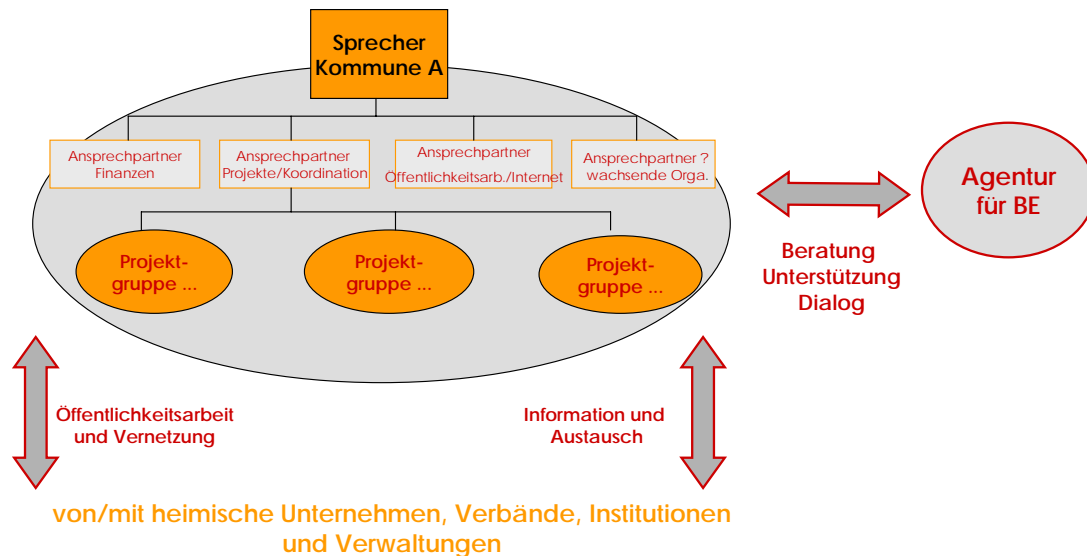 Sprecher
Kommune A
Ansprechpartner
Finanzen
Ansprechpartner
Projekte/Koordination
Ansprechpartner
Öffentlichkeitsarb./Internet
Ansprechpartner ?
wachsende Orga.
Agentur
für BE
Projekt-
gruppe ...
Projekt-
gruppe ...
Projekt-
gruppe ...
Beratung
Unterstützung
Dialog
Öffentlichkeitsarbeit
und Vernetzung
Information und
Austausch
von/mit heimische Unternehmen, Verbände, Institutionen
und Verwaltungen